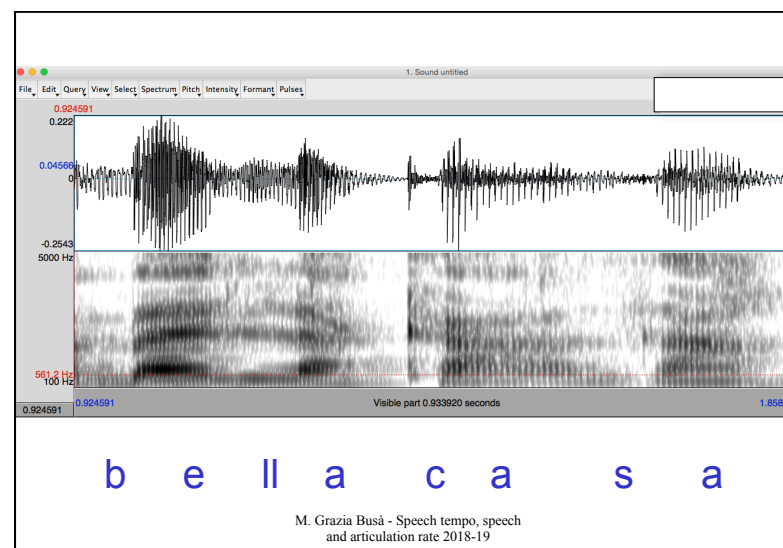 1. Sound untitled
File Edit Query View Select Spectrum Pitch Intensity Formant Pulses
0.924591
0.222
0.04566
0
-0.2543
5000 Hz
561.2 Hz
100 Hz
0.924591 0.924591 Visible part 0.933920 seconds 1.858
b e ll a c a s a
M. Grazia Busà - Speech tempo, speech
and articulation rate 2018-19